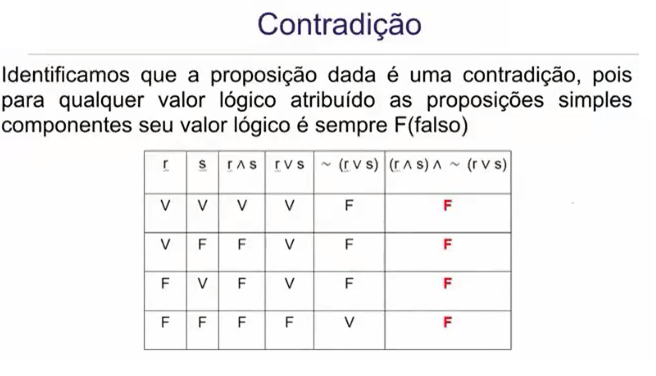 Contradição
Identificamos que a proposição dada é uma contradição, pois
para qualquer valor lógico atribuído as proposições simples
componentes seu valor lógico é sempre F(falso)
r s r ∧ s r ∨ s ~ (r ∨ s) (r ∧ s) ∧ ~ (r ∨ s)
V V V V F F
V F F V F F
F V F V F F
F F F F V F